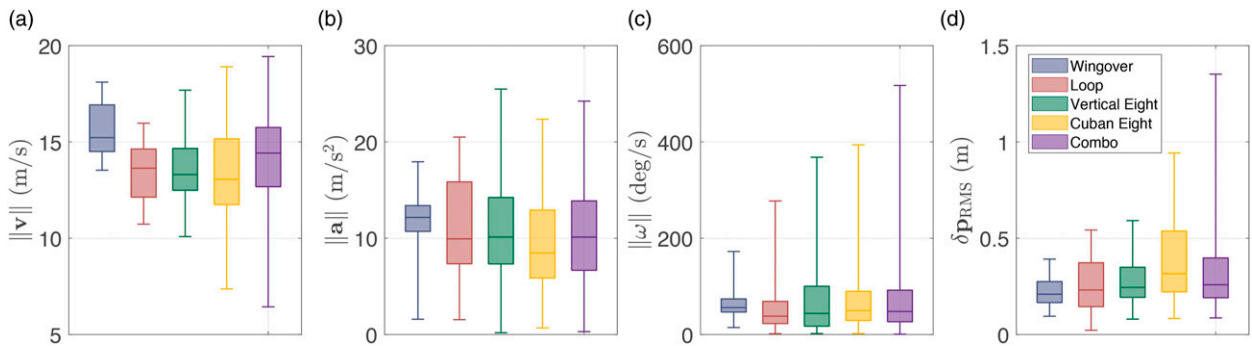 (a)
20
15
10
5
‖v‖ (m/s)
(b)
30
20
10
0
‖a‖ (m/s²)
(c)
600
400
200
0
‖ω‖ (deg/s)
(d)
1.5
1
0.5
0
δp_RMS (m)
Wingover
Loop
Vertical Eight
Cuban Eight
Combo